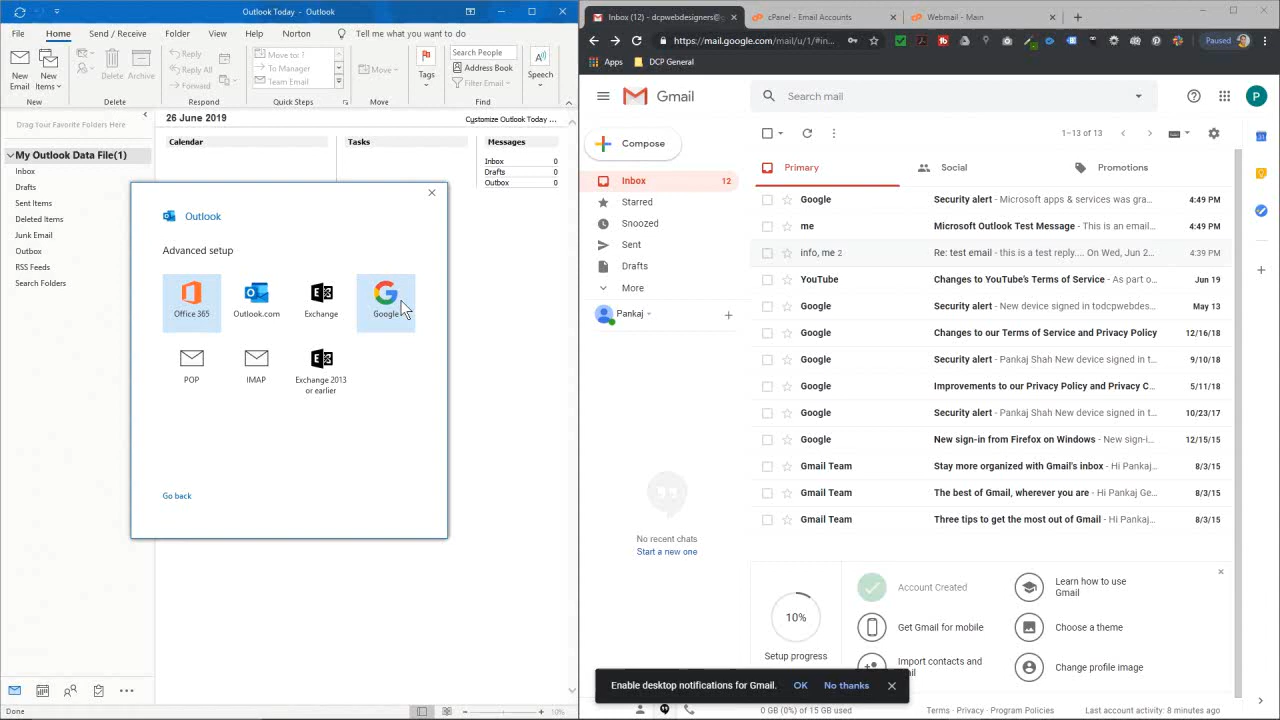 Outlook Today - Outlook
File Home Send / Receive Folder View Help Norton Tell me what you want to do
New Email
New Items
New
Delete
Archive
Delete
Reply
Reply All
Forward
Respond
Move to: ?
To Manager
Team Email
Quick Steps
Move
Move
Tags
Tags
Search People
Address Book
Filter Email
Find
Speech
Speech
Drag Your Favorite Folders Here
My Outlook Data File(1)
Inbox
Drafts
Sent Items
Deleted Items
Junk Email
Outbox
RSS Feeds
Search Folders
26 June 2019
Customize Outlook Today ...
Calendar
Tasks
Messages
Inbox 0
Drafts 0
Outbox 0
Outlook
Advanced setup
Office 365
Outlook.com
Exchange
Google
POP
IMAP
Exchange 2013 or earlier
Go back
Done
10%
Inbox (12) - dcpwebdesigners@g
cPanel - Email Accounts
Webmail - Main
https://mail.google.com/mail/u/1/#in...
Paused
Apps
DCP General
Gmail
Search mail
P
Compose
1–13 of 13
Inbox 12
Starred
Snoozed
Sent
Drafts
More
Pankaj
Primary
Social
Promotions
Google Security alert - Microsoft apps & services was gra... 4:49 PM
me Microsoft Outlook Test Message - This is an email... 4:49 PM
info, me 2 Re: test email - this is a test reply.... On Wed, Jun 2... 4:39 PM
YouTube Changes to YouTube's Terms of Service - As part o... Jun 19
Google Security alert - New device signed in todcpwebdes... May 13
Google Changes to our Terms of Service and Privacy Policy 12/16/18
Google Security alert - Pankaj Shah New device signed in t... 9/10/18
Google Improvements to our Privacy Policy and Privacy C... 5/11/18
Google Security alert - Pankaj Shah New device signed in t... 10/23/17
Google New sign-in from Firefox on Windows - New sign-i... 12/15/15
Gmail Team Stay more organized with Gmail's inbox - Hi Pankaj... 8/3/15
Gmail Team The best of Gmail, wherever you are - Hi Pankaj Ge... 8/3/15
Gmail Team Three tips to get the most out of Gmail - Hi Pankaj... 8/3/15
No recent chats
Start a new one
10%
Setup progress
Account Created
Get Gmail for mobile
Import contacts and
Learn how to use
Gmail
Choose a theme
Change profile image
Enable desktop notifications for Gmail. OK No thanks
0 GB (0%) of 15 GB used
Terms · Privacy · Program Policies
Last account activity: 8 minutes ago